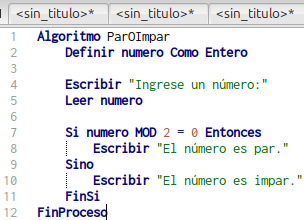 <sin_titulo>* <sin_titulo>* <sin_titulo>*
1 Algoritmo ParOImpar
2 Definir numero Como Entero
3
4 Escribir "Ingrese un número:"
5 Leer numero
6
7 Si numero MOD 2 = 0 Entonces
8 Escribir "El número es par."
9 Sino
10 Escribir "El número es impar."
11 FinSi
12 FinProceso